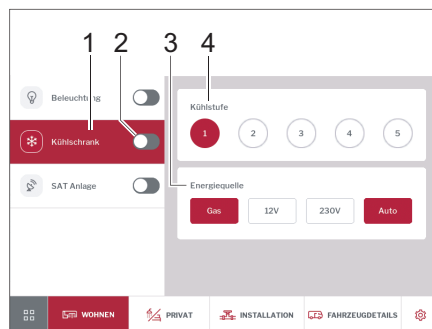 1 2 3 4
Beleuchtung
Kühlstufe
1 2 3 4 5
Kühlschrank
SAT Anlage
Energiequelle
Gas 12V 230V Auto
WOHNEN PRIVAT INSTALLATION FAHRZEUGDETAILS